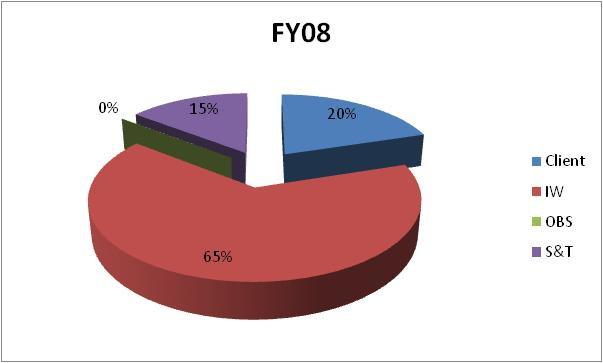 FY08
0%
15%
20%
65%
Client
IW
OBS
S&T